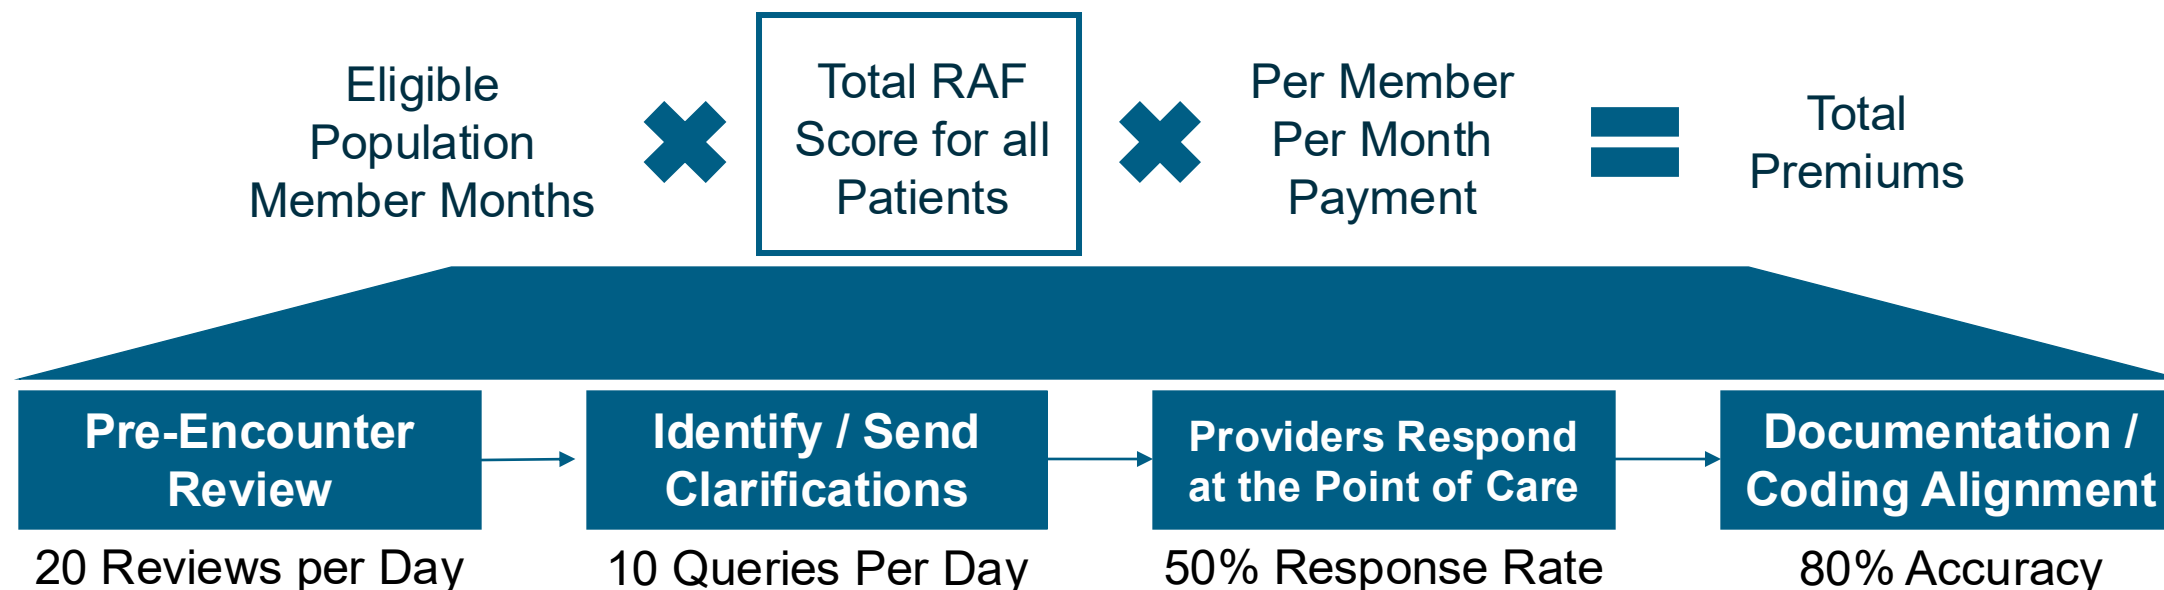 Eligible
Population
Member Months
Total RAF
Score for all
Patients
Per Member
Per Month
Payment
Total
Premiums
Pre-Encounter
Review
Identify / Send
Clarifications
Providers Respond
at the Point of Care
Documentation /
Coding Alignment
20 Reviews per Day
10 Queries Per Day
50% Response Rate
80% Accuracy